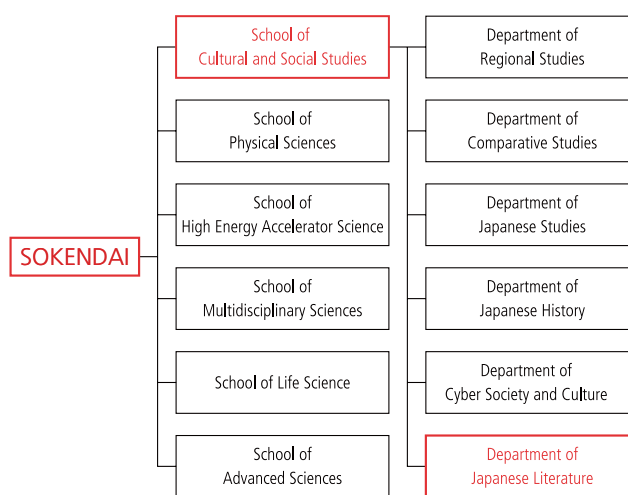 SOKENDAI
School of
Cultural and Social Studies
School of
Physical Sciences
School of
High Energy Accelerator Science
School of
Multidisciplinary Sciences
School of Life Science
School of
Advanced Sciences
Department of
Regional Studies
Department of
Comparative Studies
Department of
Japanese Studies
Department of
Japanese History
Department of
Cyber Society and Culture
Department of
Japanese Literature